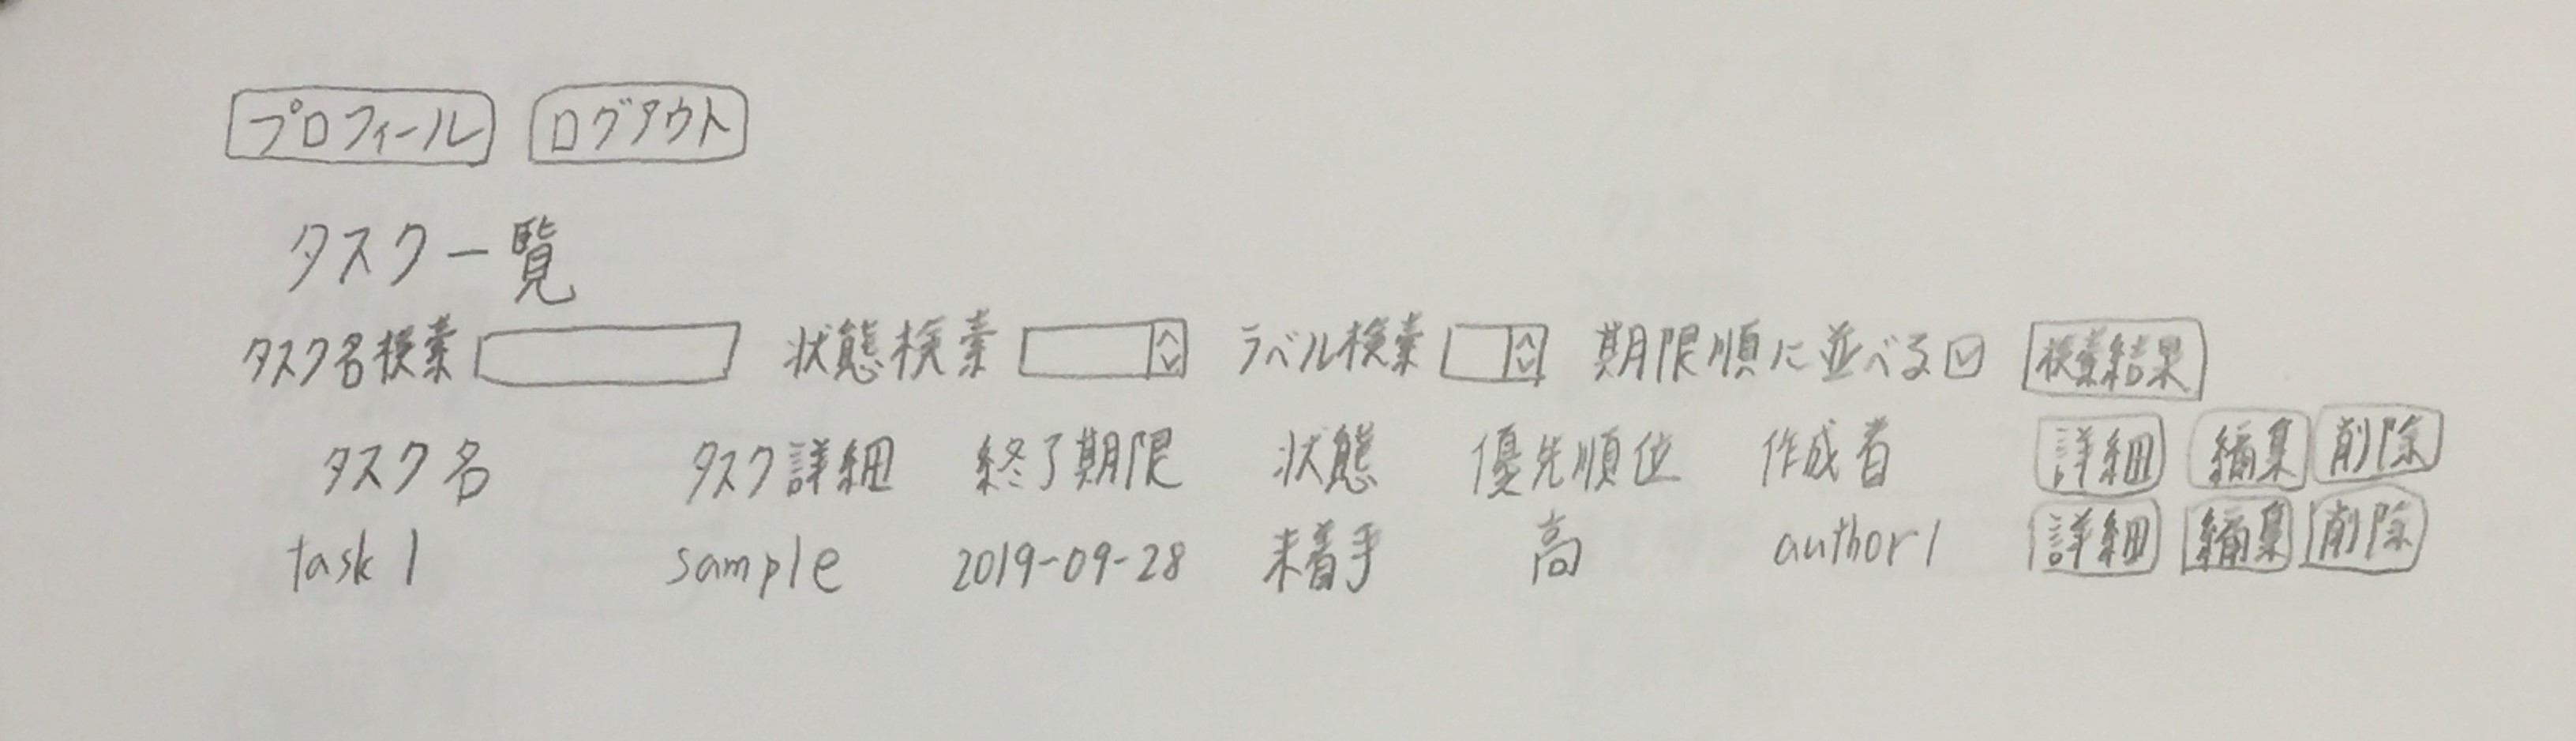 プロフィール ログアウト
タスク一覧
タスク名検索 状態検索 ラベル検索 期限順に並べる 検索結果
タスク名 タスク詳細 終了期限 状態 優先順位 作成者 詳細 編集 削除
task1 sample 2019-09-28 未着手 高 author1 詳細 編集 削除